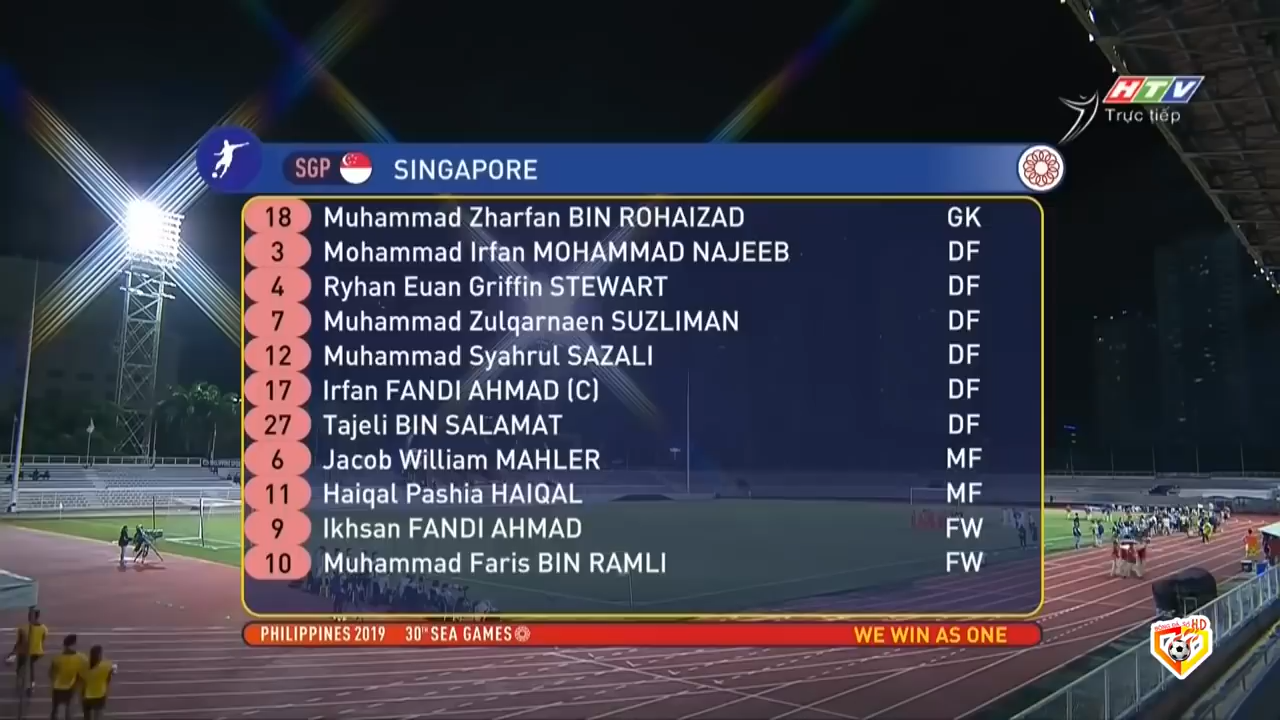 HTV
Trực tiếp
SGP SINGAPORE
18 Muhammad Zharfan BIN ROHAIZAD GK
3 Mohammad Irfan MOHAMMAD NAJEEB DF
4 Ryhan Euan Griffin STEWART DF
7 Muhammad Zulqarnaen SUZLIMAN DF
12 Muhammad Syahrul SAZALI DF
17 Irfan FANDI AHMAD (C) DF
27 Tajeli BIN SALAMAT DF
6 Jacob William MAHLER MF
11 Haiqal Pashia HAIQAL MF
9 Ikhsan FANDI AHMAD FW
10 Muhammad Faris BIN RAMLI FW
PHILIPPINES 2019 30TH SEA GAMES WE WIN AS ONE
HD